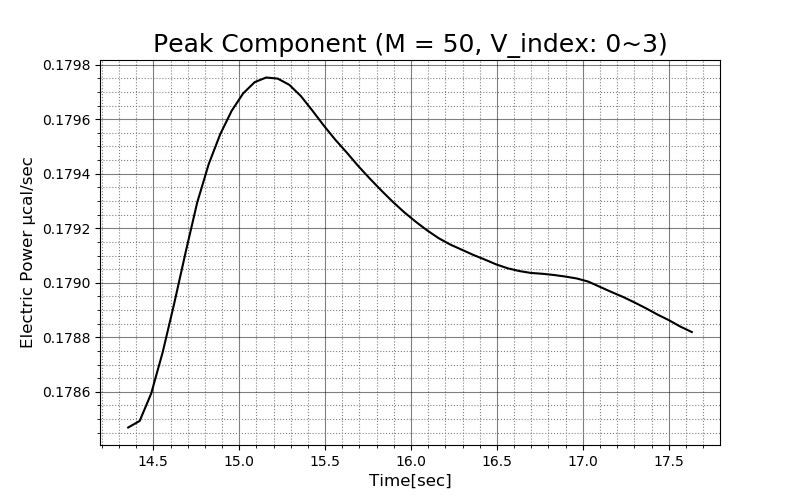 Peak Component (M = 50, V_index: 0~3)
Electric Power μcal/sec
0.1798
0.1796
0.1794
0.1792
0.1790
0.1788
0.1786
14.5 15.0 15.5 16.0 16.5 17.0 17.5
Time[sec]